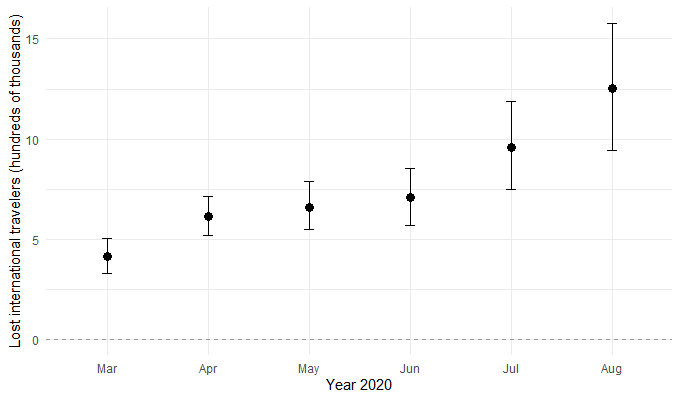 Lost international travelers (hundreds of thousands)
15
10
5
0
Mar Apr May Jun Jul Aug
Year 2020